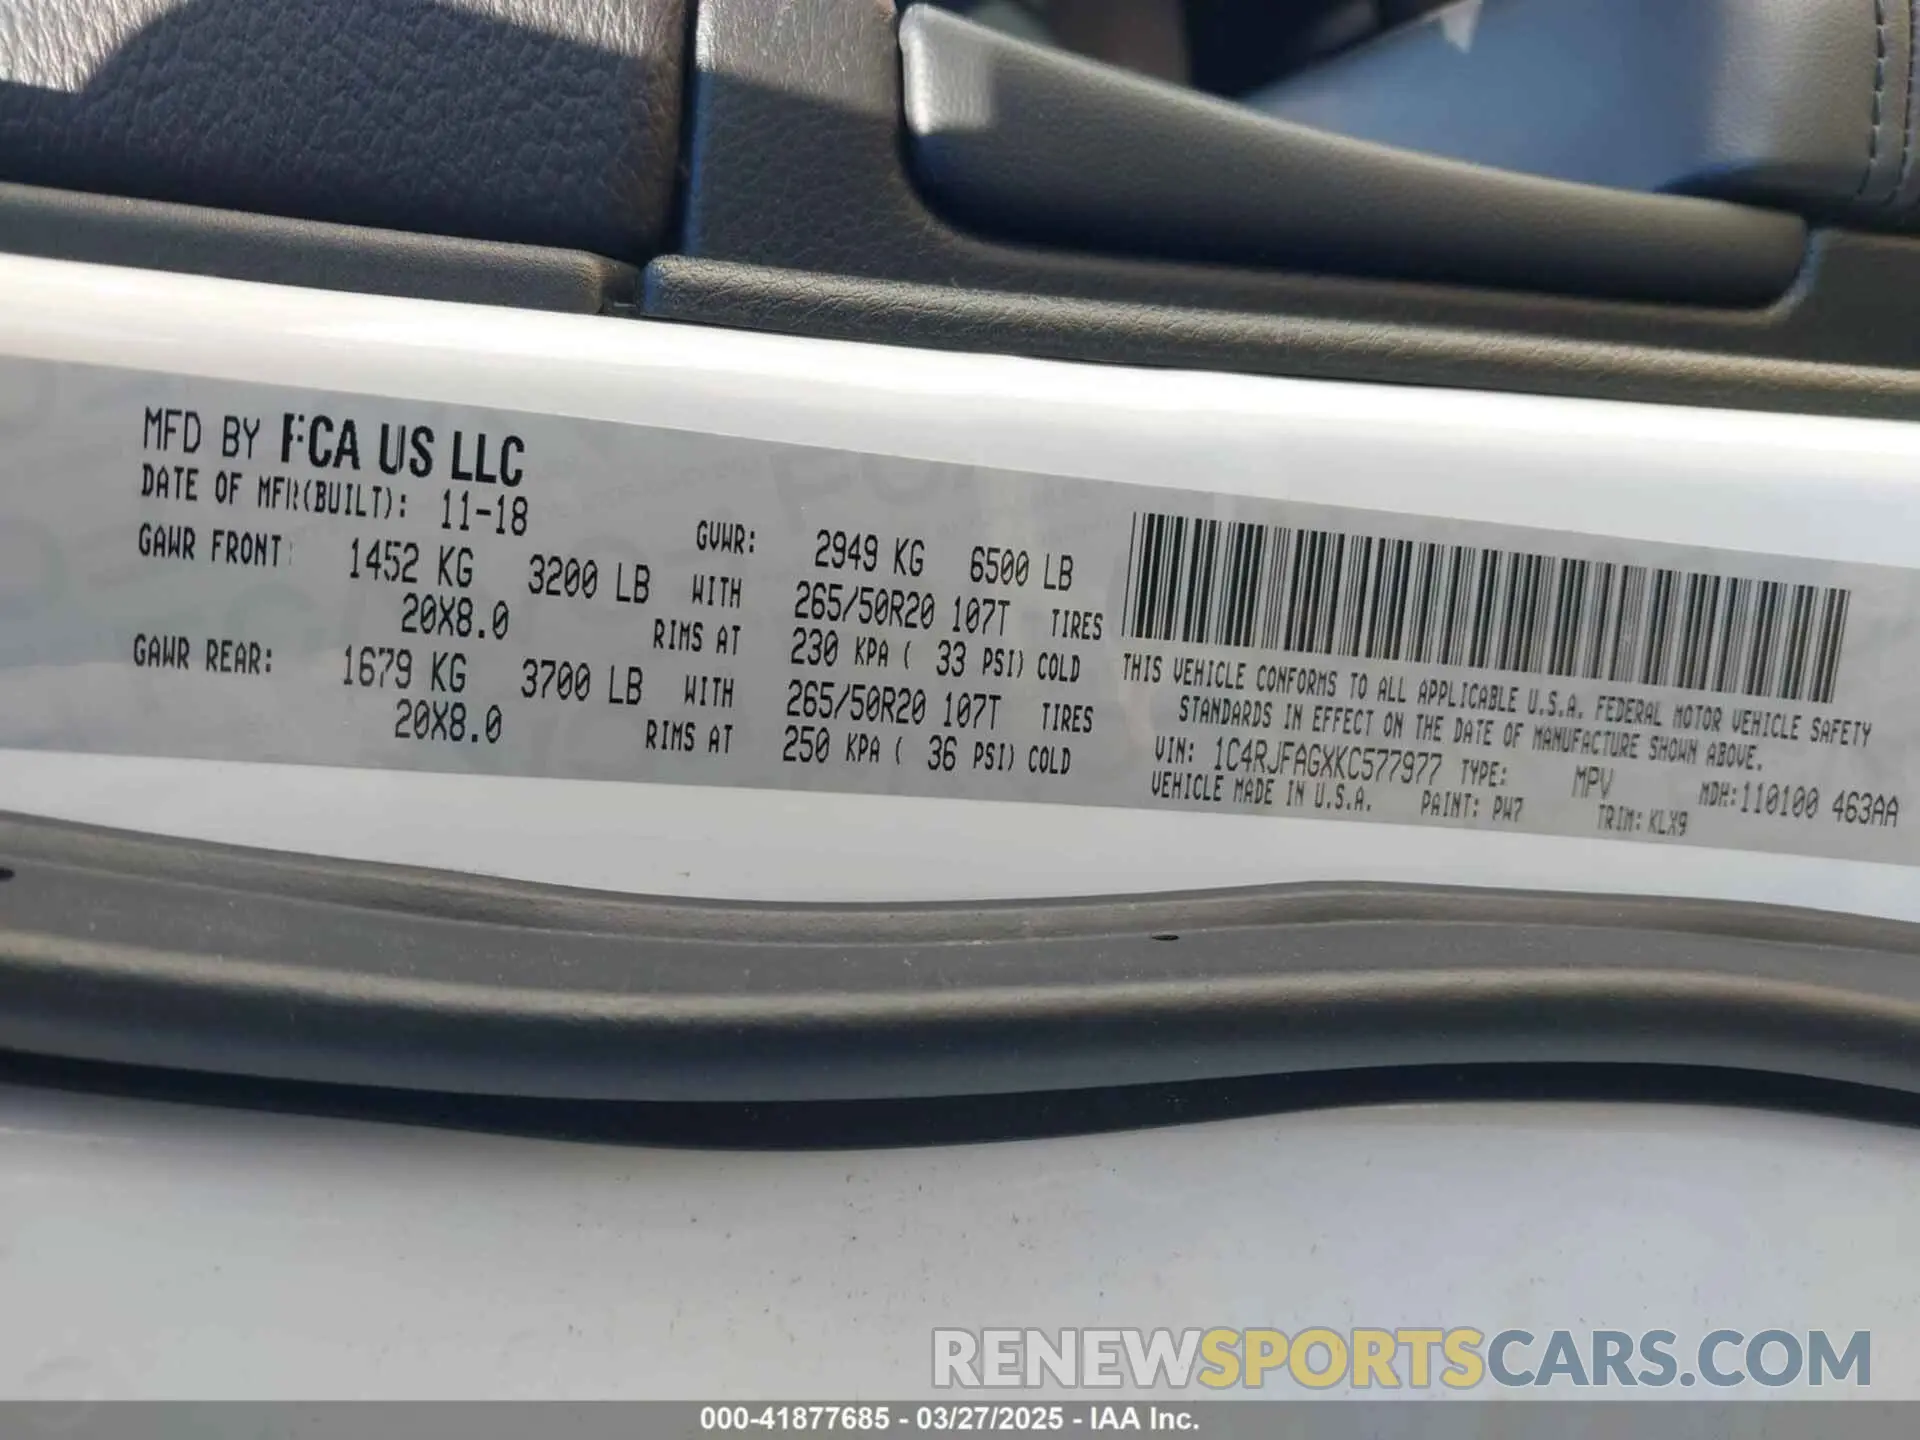 MFD BY FCA US LLC
DATE OF MFR(BUILT): 11-18
GVWR: 2949 KG 6500 LB
GAWR FRONT: 1452 KG 3200 LB WITH 265/50R20 107T TIRES
20X8.0 RIMS AT 230 KPA ( 33 PSI) COLD
GAWR REAR: 1679 KG 3700 LB WITH 265/50R20 107T TIRES
20X8.0 RIMS AT 250 KPA ( 36 PSI) COLD
THIS VEHICLE CONFORMS TO ALL APPLICABLE U.S.A. FEDERAL MOTOR VEHICLE SAFETY
STANDARDS IN EFFECT ON THE DATE OF MANUFACTURE SHOWN ABOVE.
VIN: 1C4RJFAGXKC577977 TYPE: MPV MDH:110100 463AA
VEHICLE MADE IN U.S.A. PAINT: PW7 TRIM: KLX9
RENEWSPORTSCARS.COM
000-41877685 - 03/27/2025 - IAA Inc.